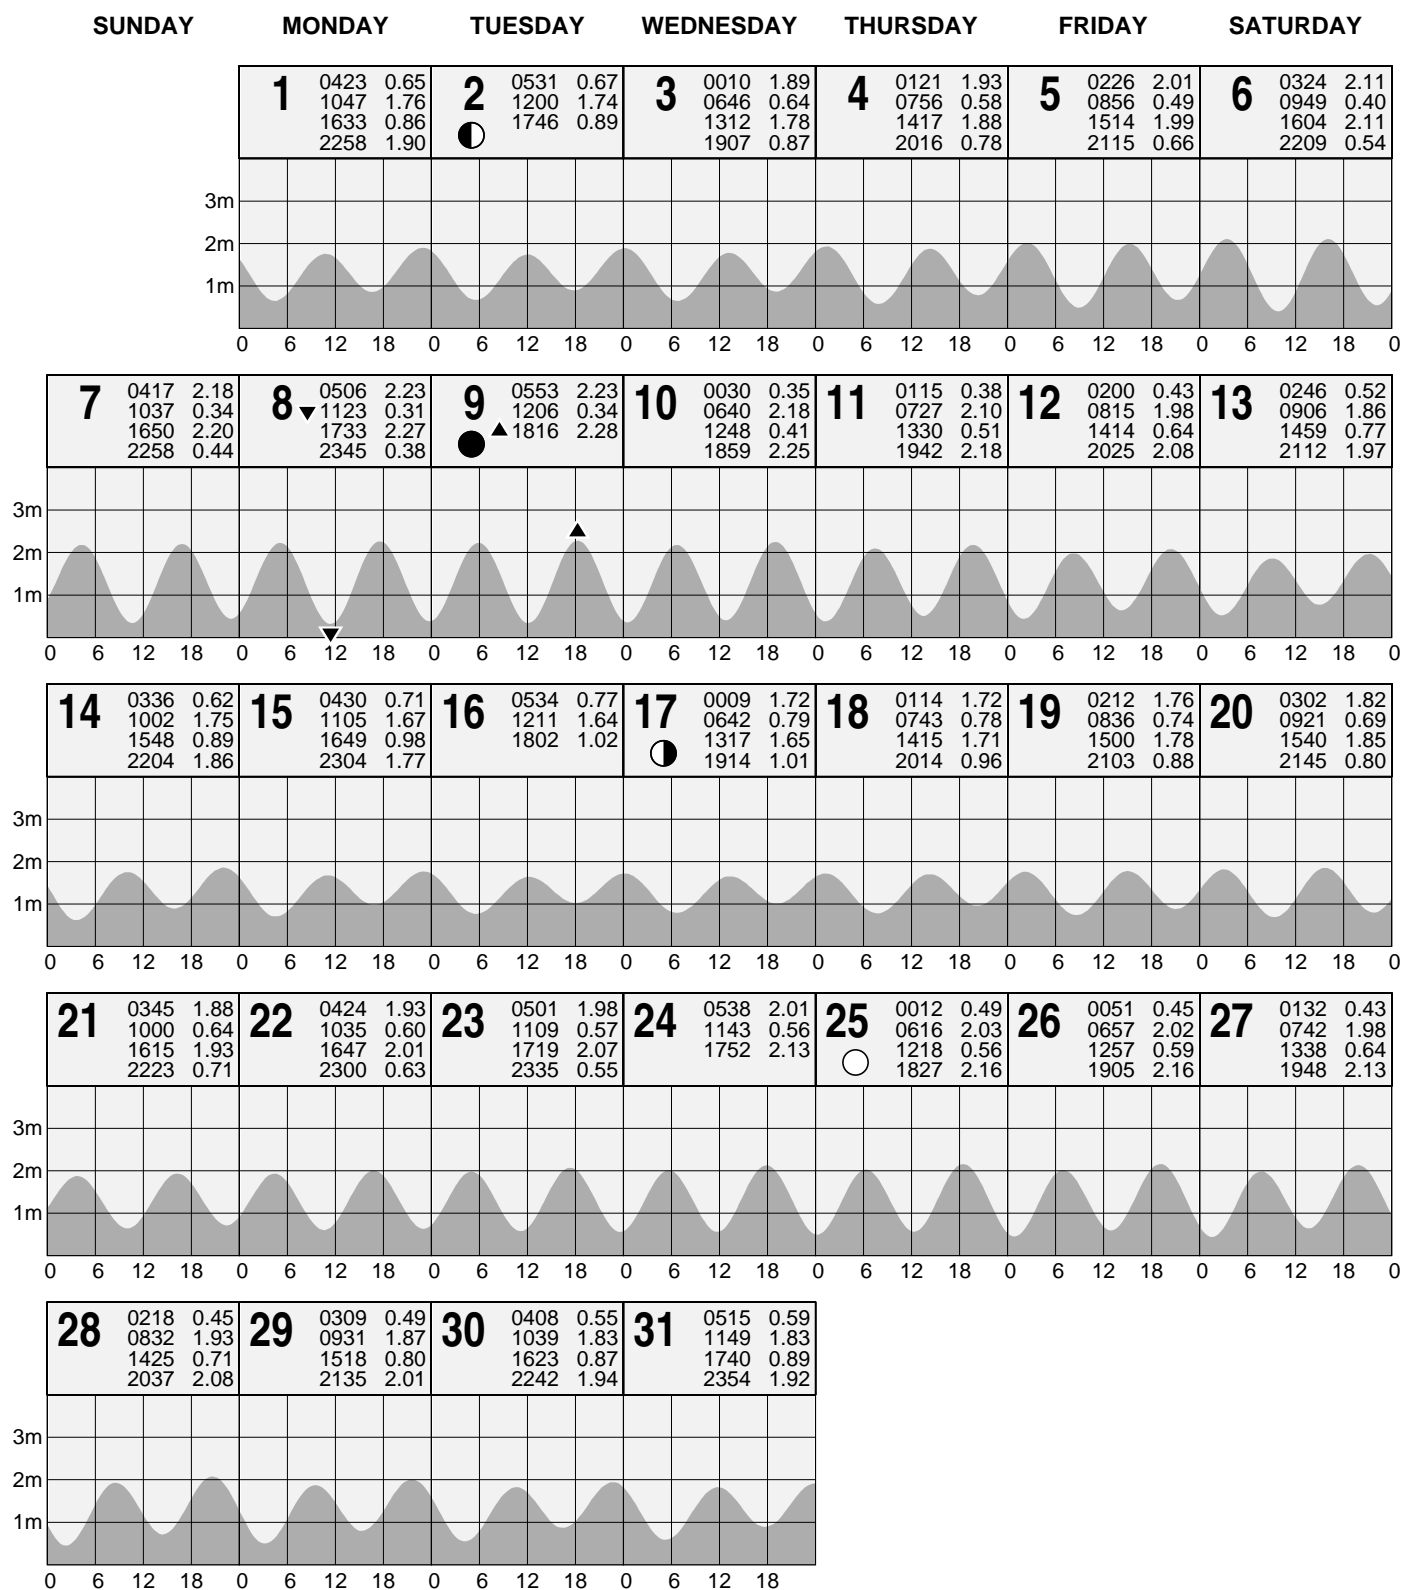 SUNDAY MONDAY TUESDAY WEDNESDAY THURSDAY FRIDAY SATURDAY
1 0423 0.65 1047 1.76 1633 0.86 2258 1.90
2 0531 0.67 1200 1.74 1746 0.89
3 0010 1.89 0646 0.64 1312 1.78 1907 0.87
4 0121 1.93 0756 0.58 1417 1.88 2016 0.78
5 0226 2.01 0856 0.49 1514 1.99 2115 0.66
6 0324 2.11 0949 0.40 1604 2.11 2209 0.54
3m
2m
1m
0 6 12 18 0 6 12 18 0 6 12 18 0 6 12 18 0 6 12 18 0 6 12 18 0
7 0417 2.18 1037 0.34 1650 2.20 2258 0.44
8 0506 2.23 1123 0.31 1733 2.27 2345 0.38
9 0553 2.23 1206 0.34 1816 2.28
10 0030 0.35 0640 2.18 1248 0.41 1859 2.25
11 0115 0.38 0727 2.10 1330 0.51 1942 2.18
12 0200 0.43 0815 1.98 1414 0.64 2025 2.08
13 0246 0.52 0906 1.86 1459 0.77 2112 1.97
3m
2m
1m
0 6 12 18 0 6 12 18 0 6 12 18 0 6 12 18 0 6 12 18 0 6 12 18 0 6 12 18 0
14 0336 0.62 1002 1.75 1548 0.89 2204 1.86
15 0430 0.71 1105 1.67 1649 0.98 2304 1.77
16 0534 0.77 1211 1.64 1802 1.02
17 0009 1.72 0642 0.79 1317 1.65 1914 1.01
18 0114 1.72 0743 0.78 1415 1.71 2014 0.96
19 0212 1.76 0836 0.74 1500 1.78 2103 0.88
20 0302 1.82 0921 0.69 1540 1.85 2145 0.80
3m
2m
1m
0 6 12 18 0 6 12 18 0 6 12 18 0 6 12 18 0 6 12 18 0 6 12 18 0 6 12 18 0
21 0345 1.88 1000 0.64 1615 1.93 2223 0.71
22 0424 1.93 1035 0.60 1647 2.01 2300 0.63
23 0501 1.98 1109 0.57 1719 2.07 2335 0.55
24 0538 2.01 1143 0.56 1752 2.13
25 0012 0.49 0616 2.03 1218 0.56 1827 2.16
26 0051 0.45 0657 2.02 1257 0.59 1905 2.16
27 0132 0.43 0742 1.98 1338 0.64 1948 2.13
3m
2m
1m
0 6 12 18 0 6 12 18 0 6 12 18 0 6 12 18 0 6 12 18 0 6 12 18 0 6 12 18 0
28 0218 0.45 0832 1.93 1425 0.71 2037 2.08
29 0309 0.49 0931 1.87 1518 0.80 2135 2.01
30 0408 0.55 1039 1.83 1623 0.87 2242 1.94
31 0515 0.59 1149 1.83 1740 0.89 2354 1.92
3m
2m
1m
0 6 12 18 0 6 12 18 0 6 12 18 0 6 12 18